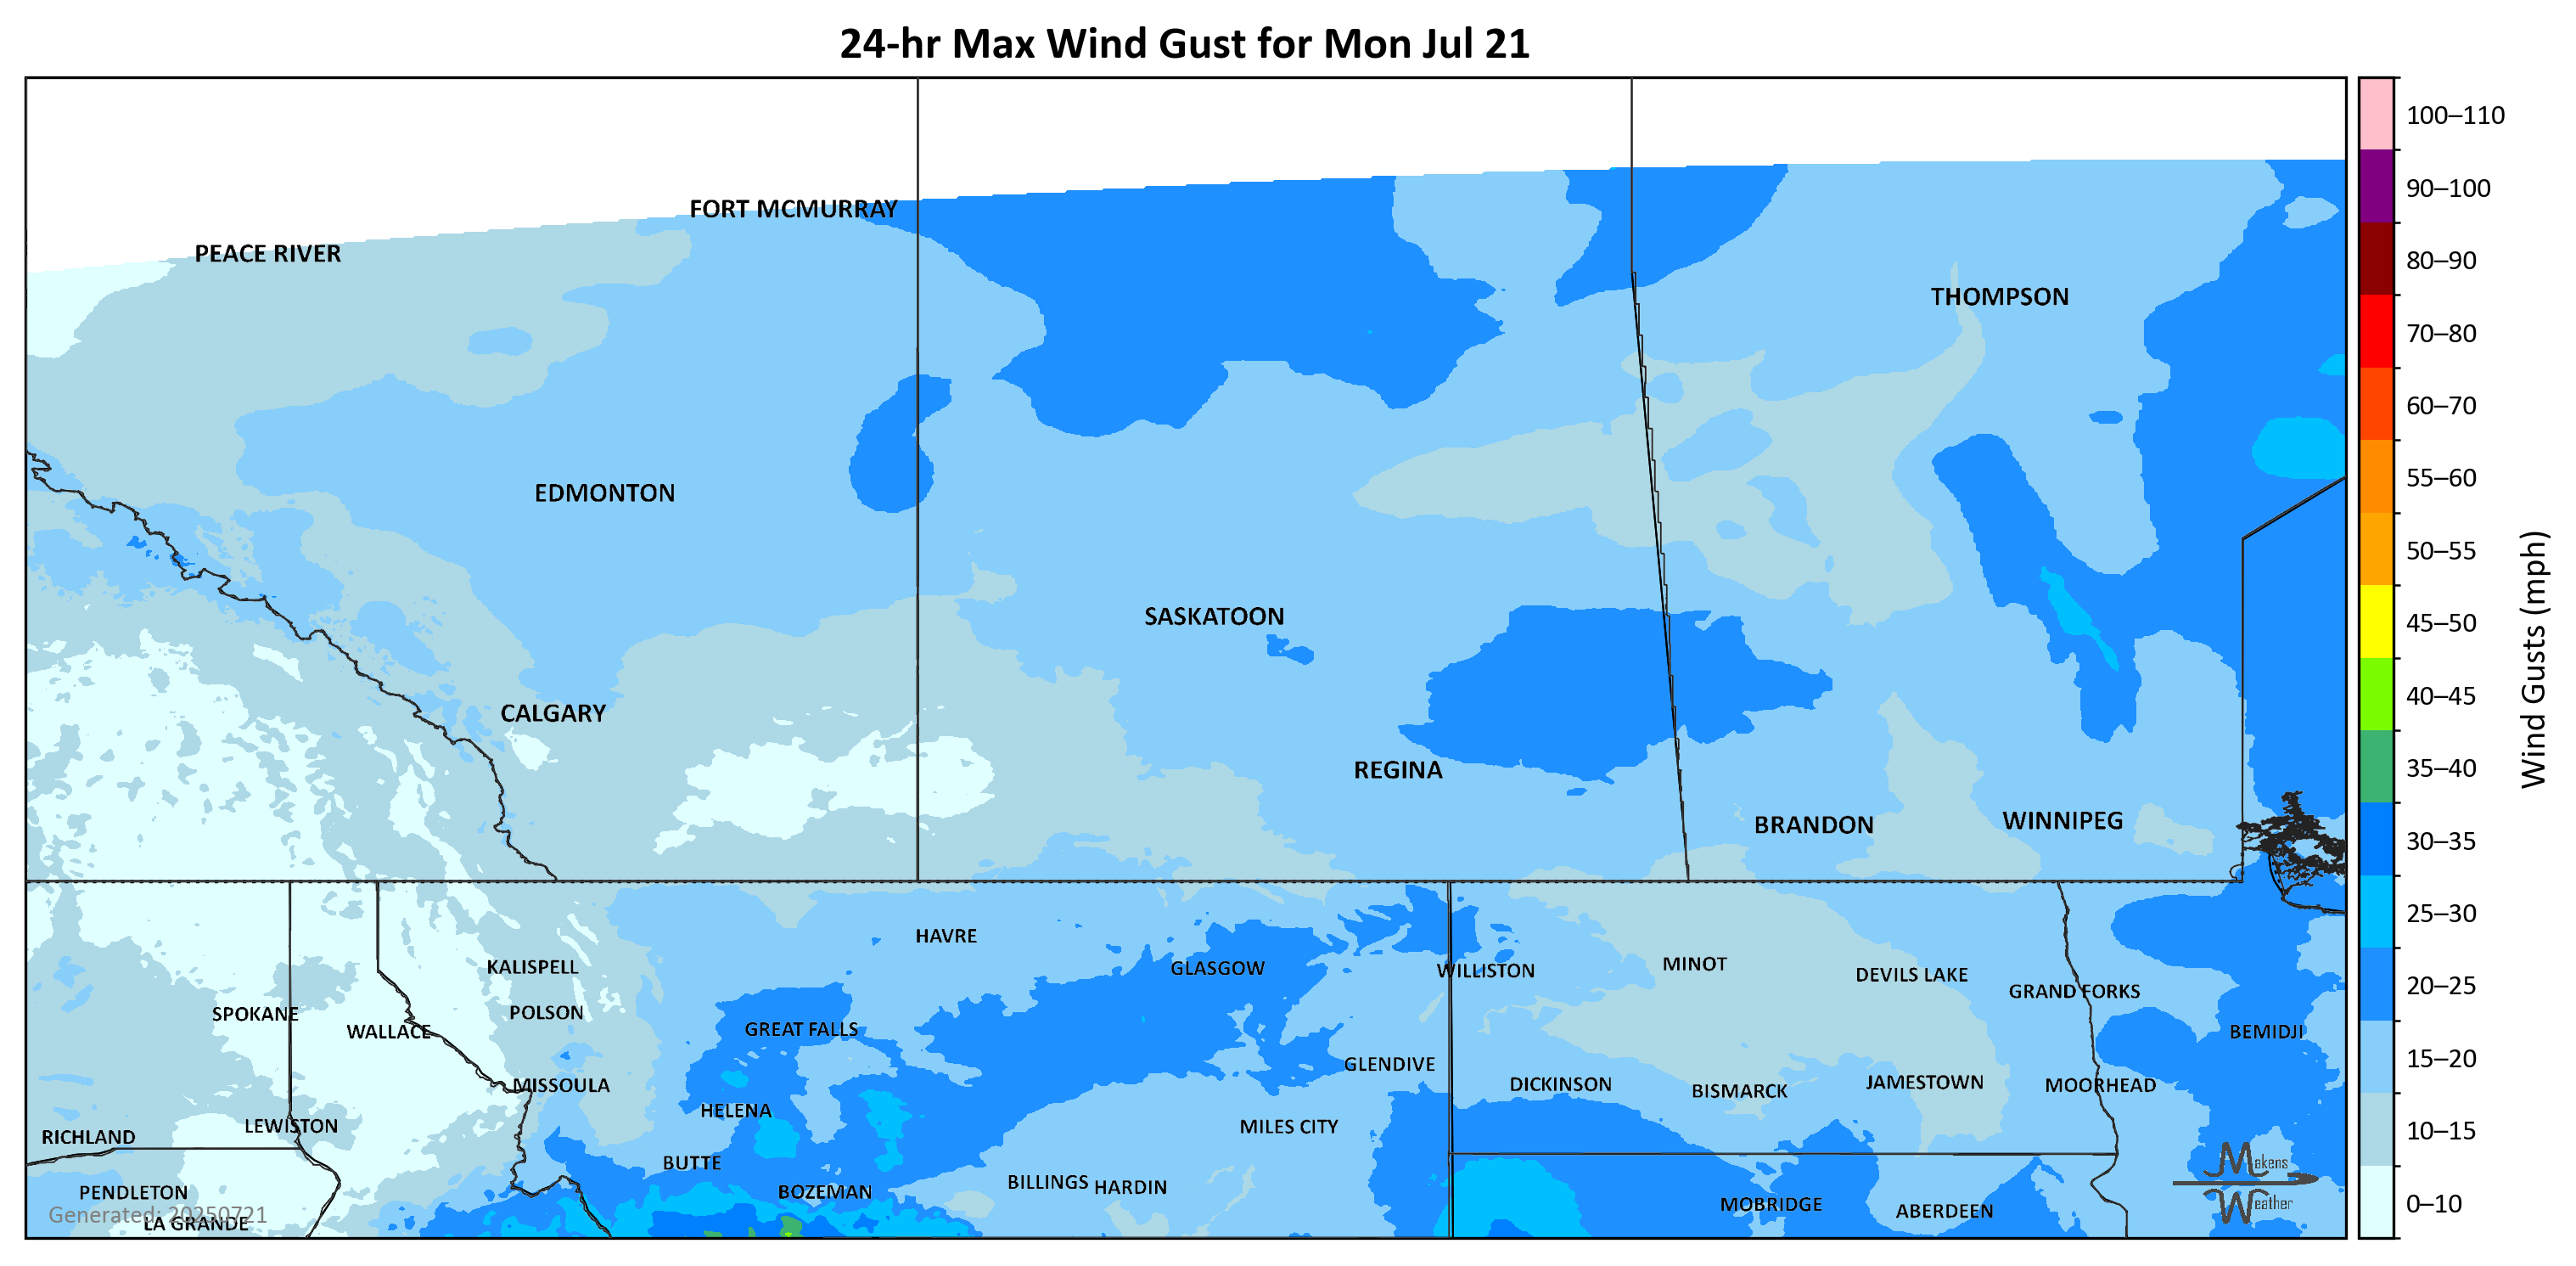 24-hr Max Wind Gust for Mon Jul 21
100–110
90–100
80–90
70–80
60–70
55–60
50–55
45–50
40–45
35–40
30–35
25–30
20–25
15–20
10–15
0–10
Wind Gusts (mph)
FORT MCMURRAY
PEACE RIVER
THOMPSON
EDMONTON
SASKATOON
CALGARY
REGINA
BRANDON
WINNIPEG
HAVRE
KALISPELL
GLASGOW
WILLISTON
MINOT
DEVILS LAKE
GRAND FORKS
SPOKANE
POLSON
WALLACE
GREAT FALLS
BEMIDJI
GLENDIVE
MISSOULA
DICKINSON
BISMARCK
JAMESTOWN
MOORHEAD
HELENA
LEWISTON
MILES CITY
RICHLAND
BUTTE
BILLINGS
HARDIN
PENDLETON
BOZEMAN
MOBRIDGE
ABERDEEN
Generated: 20250721
LA GRANDE
Makens
Weather